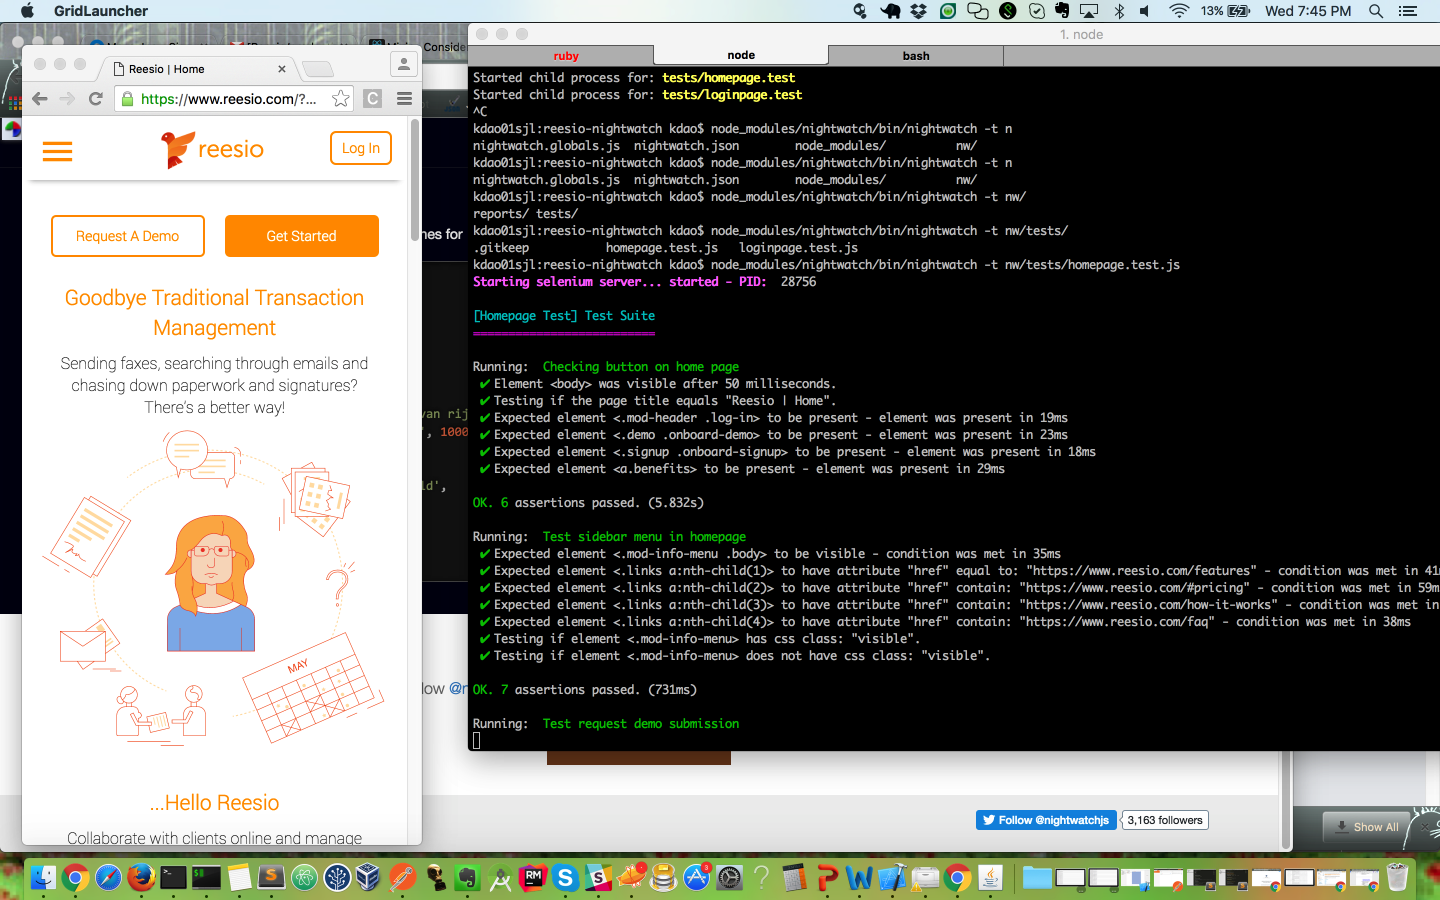 GridLauncher
13%
Wed 7:45 PM
Conside
Reesio | Home
https://www.reesio.com/?...
reesio
Log In
Request A Demo
Get Started
Goodbye Traditional Transaction
Management
Sending faxes, searching through emails and
chasing down paperwork and signatures?
There's a better way!
MAY
...Hello Reesio
Collaborate with clients online and manage
nes for
van rij
', 1000
ld',
low @n
1. node
ruby
node
bash
Started child process for: tests/homepage.test
Started child process for: tests/loginpage.test
^C
kdao01sjl:reesio-nightwatch kdao$ node_modules/nightwatch/bin/nightwatch -t n
nightwatch.globals.js nightwatch.json node_modules/ nw/
kdao01sjl:reesio-nightwatch kdao$ node_modules/nightwatch/bin/nightwatch -t n
nightwatch.globals.js nightwatch.json node_modules/ nw/
kdao01sjl:reesio-nightwatch kdao$ node_modules/nightwatch/bin/nightwatch -t nw/
reports/ tests/
kdao01sjl:reesio-nightwatch kdao$ node_modules/nightwatch/bin/nightwatch -t nw/tests/
.gitkeep homepage.test.js loginpage.test.js
kdao01sjl:reesio-nightwatch kdao$ node_modules/nightwatch/bin/nightwatch -t nw/tests/homepage.test.js
Starting selenium server... started - PID: 28756
[Homepage Test] Test Suite
==========================
Running: Checking button on home page
✔ Element <body> was visible after 50 milliseconds.
✔ Testing if the page title equals "Reesio | Home".
✔ Expected element <.mod-header .log-in> to be present - element was present in 19ms
✔ Expected element <.demo .onboard-demo> to be present - element was present in 23ms
✔ Expected element <.signup .onboard-signup> to be present - element was present in 18ms
✔ Expected element <a.benefits> to be present - element was present in 29ms
OK. 6 assertions passed. (5.832s)
Running: Test sidebar menu in homepage
✔ Expected element <.mod-info-menu .body> to be visible - condition was met in 35ms
✔ Expected element <.links a:nth-child(1)> to have attribute "href" equal to: "https://www.reesio.com/features" - condition was met in 41m
✔ Expected element <.links a:nth-child(2)> to have attribute "href" contain: "https://www.reesio.com/#pricing" - condition was met in 59m
✔ Expected element <.links a:nth-child(3)> to have attribute "href" contain: "https://www.reesio.com/how-it-works" - condition was met in
✔ Expected element <.links a:nth-child(4)> to have attribute "href" contain: "https://www.reesio.com/faq" - condition was met in 38ms
✔ Testing if element <.mod-info-menu> has css class: "visible".
✔ Testing if element <.mod-info-menu> does not have css class: "visible".
OK. 7 assertions passed. (731ms)
Running: Test request demo submission
Follow @nightwatchjs
3,163 followers
Show All